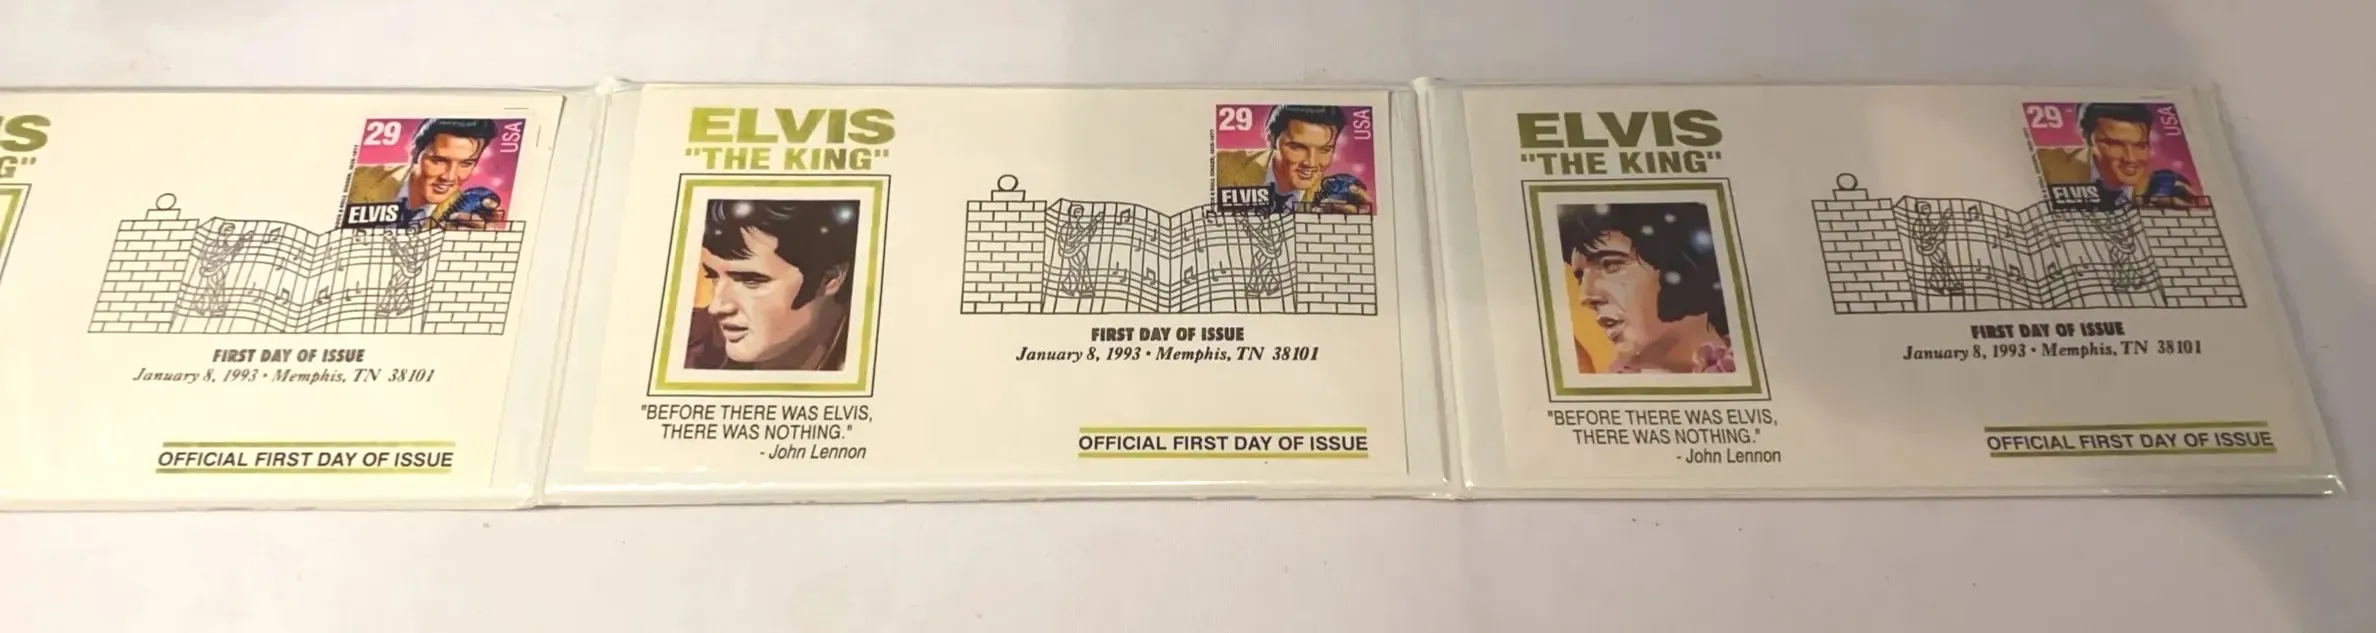 IS
G"
29
USA
ELVIS
FIRST DAY OF ISSUE
January 8, 1993 • Memphis, TN 38101
OFFICIAL FIRST DAY OF ISSUE
ELVIS
"THE KING"
29
USA
ELVIS
FIRST DAY OF ISSUE
January 8, 1993 • Memphis, TN 38101
"BEFORE THERE WAS ELVIS,
THERE WAS NOTHING."
- John Lennon
OFFICIAL FIRST DAY OF ISSUE
ELVIS
"THE KING"
29
USA
ELVIS
FIRST DAY OF ISSUE
January 8, 1993 • Memphis, TN 38101
"BEFORE THERE WAS ELVIS,
THERE WAS NOTHING."
- John Lennon
OFFICIAL FIRST DAY OF ISSUE